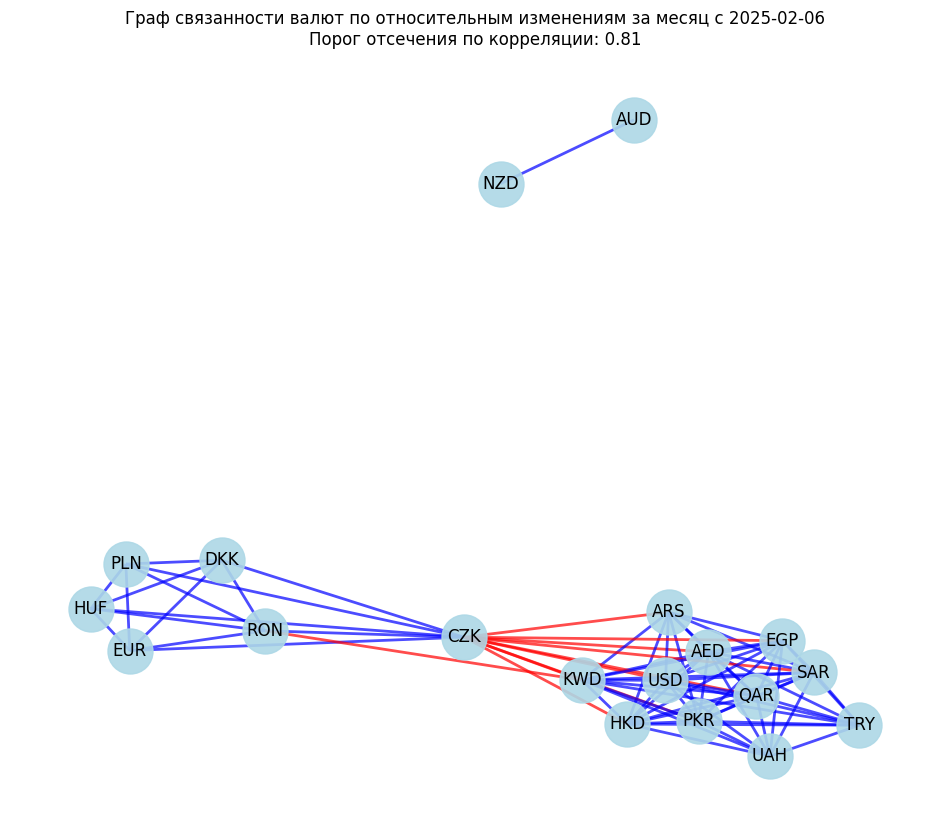 Граф связанности валют по относительным изменениям за месяц с 2025-02-06
Порог отсечения по корреляции: 0.81
AUD
NZD
PLN
DKK
HUF
EUR
RON
CZK
ARS
EGP
AED
SAR
KWD
USD
QAR
HKD
PKR
TRY
UAH